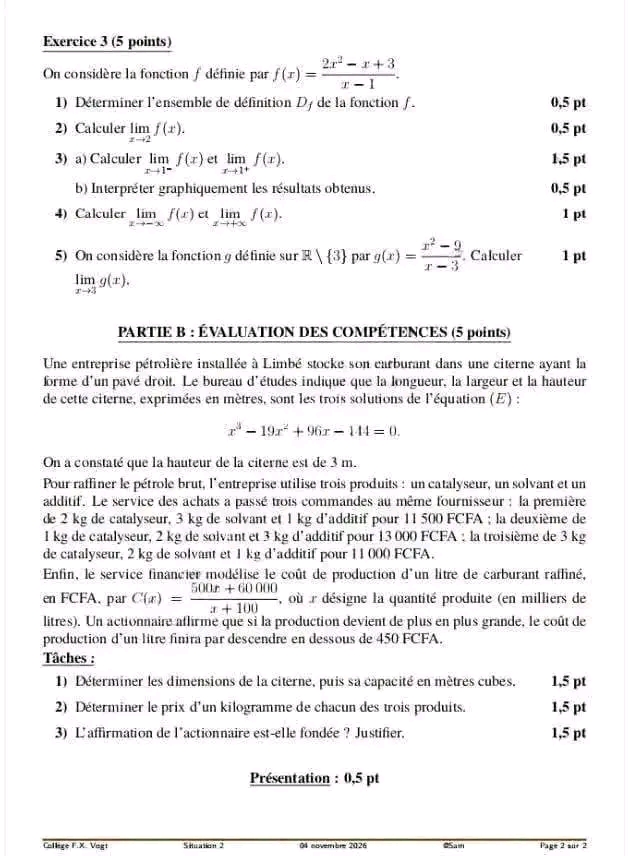 Exercice 3 (5 points)
On considère la fonction f définie par f(x) = (2x² − x + 3)/(x − 1).
1) Déterminer l'ensemble de définition D_f de la fonction f. 0,5 pt
2) Calculer lim_{x→2} f(x). 0,5 pt
3) a) Calculer lim_{x→1⁻} f(x) et lim_{x→1⁺} f(x). 1,5 pt
b) Interpréter graphiquement les résultats obtenus. 0,5 pt
4) Calculer lim_{x→−∞} f(x) et lim_{x→+∞} f(x). 1 pt
5) On considère la fonction g définie sur ℝ \ {3} par g(x) = (x² − 9)/(x − 3). Calculer 1 pt
lim_{x→3} g(x).
PARTIE B : ÉVALUATION DES COMPÉTENCES (5 points)
Une entreprise pétrolière installée à Limbé stocke son carburant dans une citerne ayant la
forme d'un pavé droit. Le bureau d'études indique que la longueur, la largeur et la hauteur
de cette citerne, exprimées en mètres, sont les trois solutions de l'équation (E) :
x³ − 19x² + 96x − 144 = 0.
On a constaté que la hauteur de la citerne est de 3 m.
Pour raffiner le pétrole brut, l'entreprise utilise trois produits : un catalyseur, un solvant et un
additif. Le service des achats a passé trois commandes au même fournisseur : la première
de 2 kg de catalyseur, 3 kg de solvant et 1 kg d'additif pour 11 500 FCFA ; la deuxième de
1 kg de catalyseur, 2 kg de solvant et 3 kg d'additif pour 13 000 FCFA ; la troisième de 3 kg
de catalyseur, 2 kg de solvant et 1 kg d'additif pour 11 000 FCFA.
Enfin, le service financier modélise le coût de production d'un litre de carburant raffiné,
en FCFA, par C(x) = (500x + 60 000)/(x + 100), où x désigne la quantité produite (en milliers de
litres). Un actionnaire affirme que si la production devient de plus en plus grande, le coût de
production d'un litre finira par descendre en dessous de 450 FCFA.
Tâches :
1) Déterminer les dimensions de la citerne, puis sa capacité en mètres cubes. 1,5 pt
2) Déterminer le prix d'un kilogramme de chacun des trois produits. 1,5 pt
3) L'affirmation de l'actionnaire est-elle fondée ? Justifier. 1,5 pt
Présentation : 0,5 pt
Collège F.X. Vogt Situation 2 04 novembre 2026 @Sam Page 2 sur 2